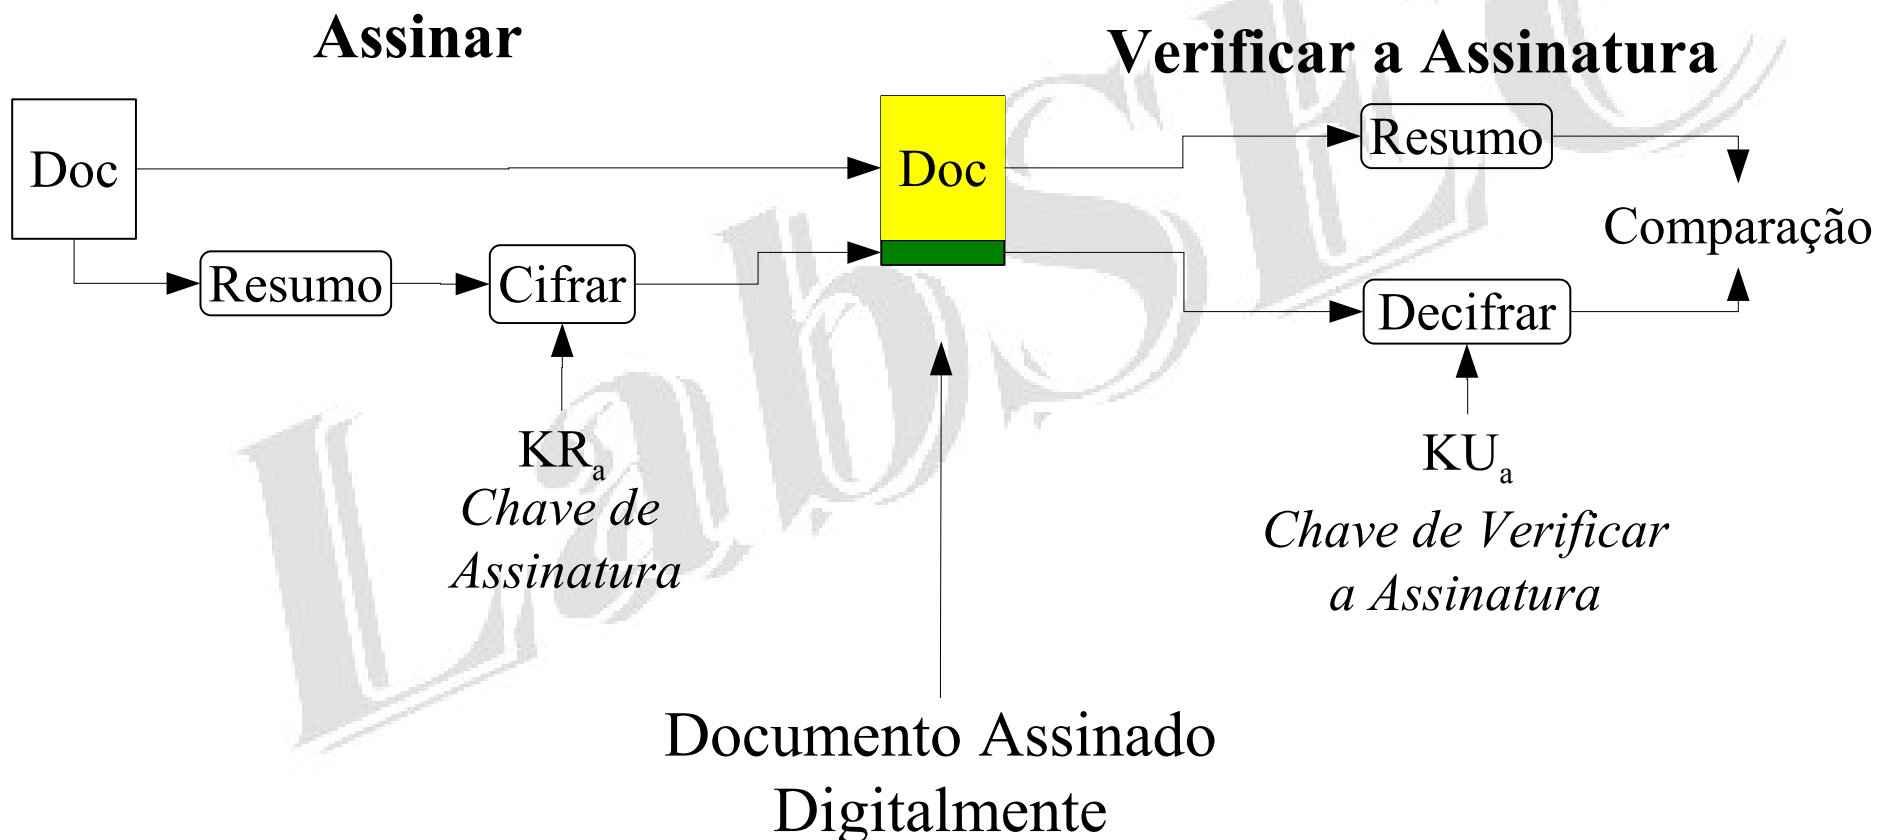 Assinar
Verificar a Assinatura
Doc
Doc
Resumo
Comparação
Resumo
Cifrar
Decifrar
KRa
Chave de
Assinatura
KUa
Chave de Verificar
a Assinatura
Documento Assinado
Digitalmente
LabSEC